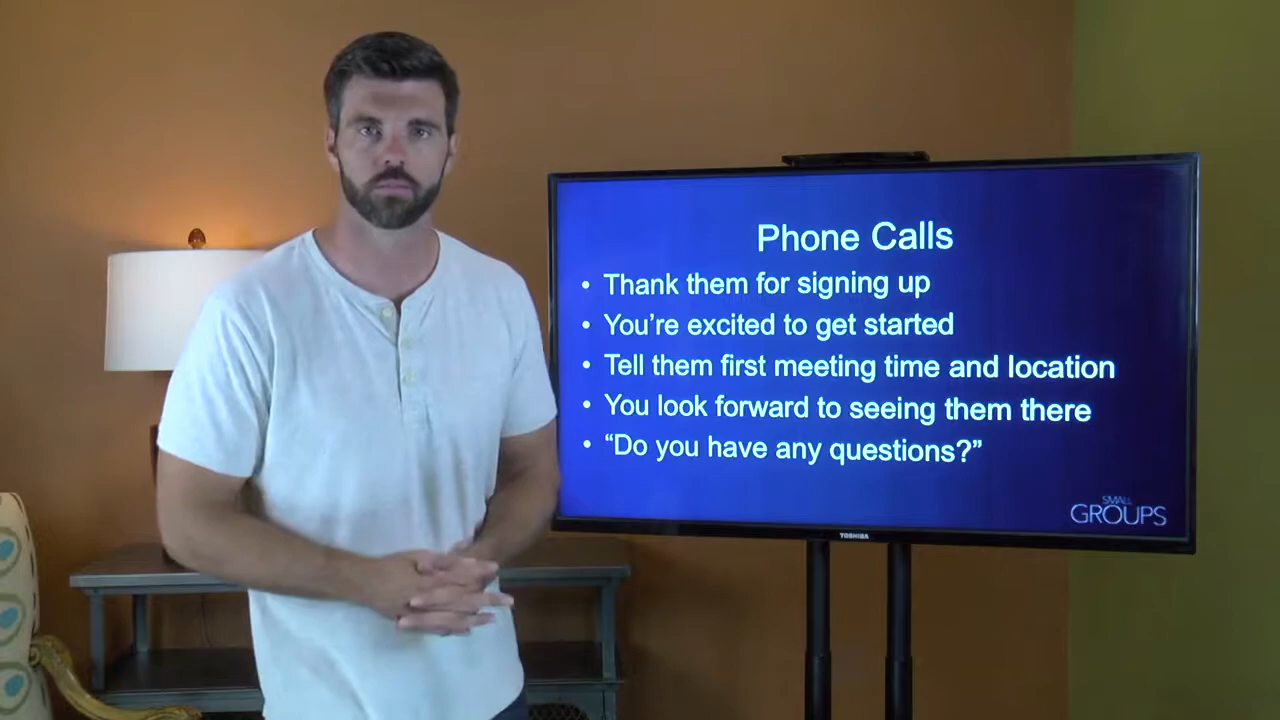 Phone Calls
• Thank them for signing up
• You're excited to get started
• Tell them first meeting time and location
• You look forward to seeing them there
• “Do you have any questions?”
SMALL
GROUPS
TOSHIBA